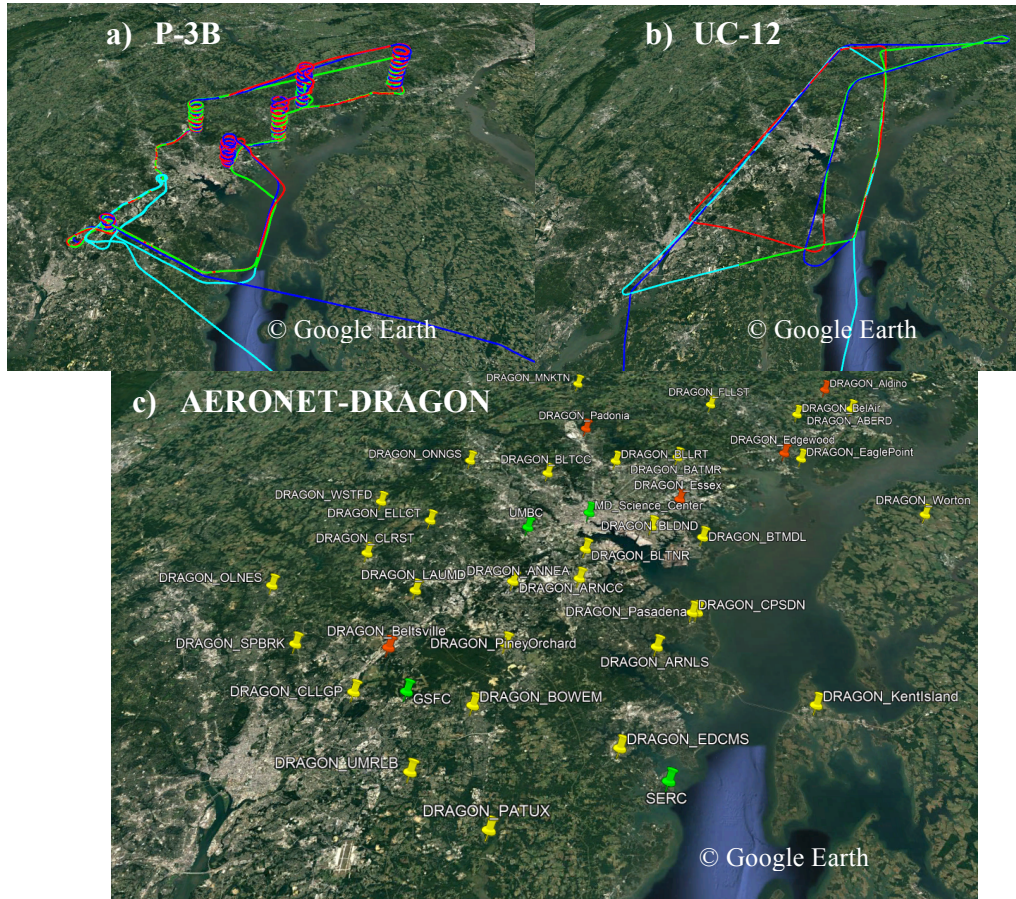 a) P-3B
© Google Earth
b) UC-12
© Google Earth
c) AERONET-DRAGON
DRAGON_MNKTN
DRAGON_Aldino
DRAGON_FLLST
DRAGON_BelAir
DRAGON_ABERD
DRAGON_Padonia
DRAGON_Edgewood
DRAGON_EaglePoint
DRAGON_ONNGS
DRAGON_BLTCC
DRAGON_BLLRT
DRAGON_BATMR
DRAGON_Essex
DRAGON_WSTFD
DRAGON_ELLCT
UMBC
MD_Science_Center
DRAGON_Worton
DRAGON_BLDND
DRAGON_BTMDL
DRAGON_CLRST
DRAGON_BLTNR
DRAGON_OLNES
DRAGON_LAUMD
DRAGON_ANNEA
DRAGON_ARNCC
DRAGON_Pasadena
DRAGON_CPSDN
DRAGON_Beltsville
DRAGON_SPBRK
DRAGON_PineyOrchard
DRAGON_ARNLS
DRAGON_CLLGP
GSFC
DRAGON_BOWEM
DRAGON_KentIsland
DRAGON_EDCMS
DRAGON_UMRLB
SERC
DRAGON_PATUX
© Google Earth